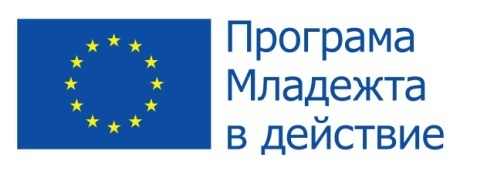 Програма
Младежта
в действие